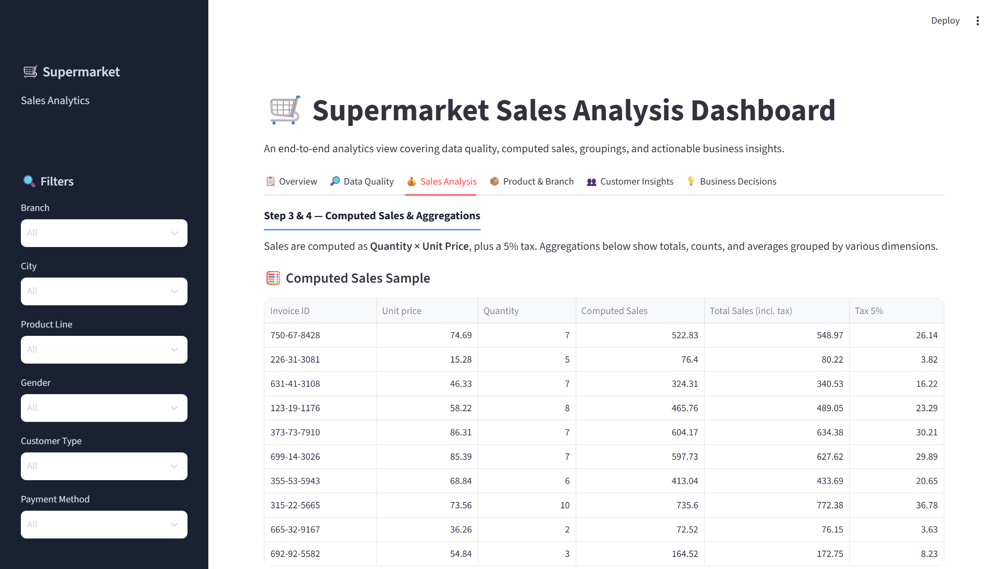 Deploy
Supermarket
Sales Analytics
Filters
Branch
All
City
All
Product Line
All
Gender
All
Customer Type
All
Payment Method
All
Supermarket Sales Analysis Dashboard
An end-to-end analytics view covering data quality, computed sales, groupings, and actionable business insights.
Overview Data Quality Sales Analysis Product & Branch Customer Insights Business Decisions
Step 3 & 4 — Computed Sales & Aggregations
Sales are computed as Quantity × Unit Price, plus a 5% tax. Aggregations below show totals, counts, and averages grouped by various dimensions.
Computed Sales Sample
Invoice ID Unit price Quantity Computed Sales Total Sales (incl. tax) Tax 5%
750-67-8428 74.69 7 522.83 548.97 26.14
226-31-3081 15.28 5 76.4 80.22 3.82
631-41-3108 46.33 7 324.31 340.53 16.22
123-19-1176 58.22 8 465.76 489.05 23.29
373-73-7910 86.31 7 604.17 634.38 30.21
699-14-3026 85.39 7 597.73 627.62 29.89
355-53-5943 68.84 6 413.04 433.69 20.65
315-22-5665 73.56 10 735.6 772.38 36.78
665-32-9167 36.26 2 72.52 76.15 3.63
692-92-5582 54.84 3 164.52 172.75 8.23